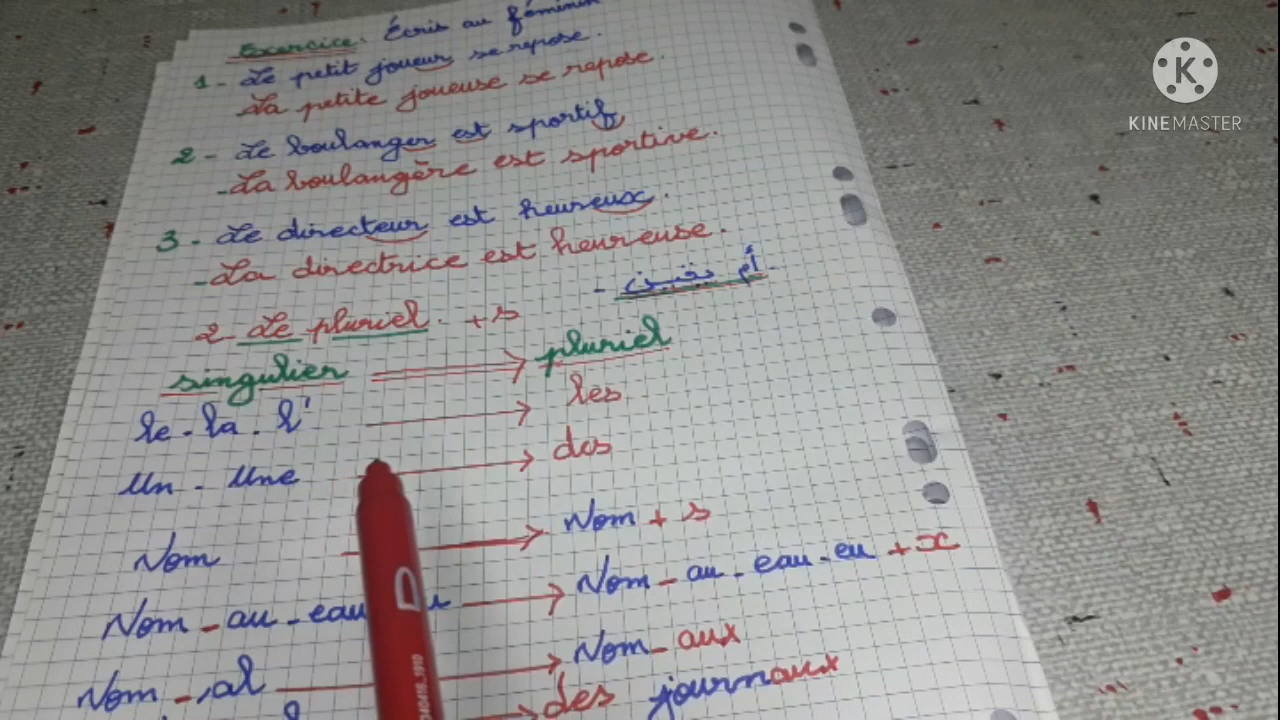 Exercice. Écris au féminin
1 - Le petit joueur se repose.
La petite joueuse se repose.
2 - Le boulanger est sportif
- La boulangère est sportive.
3 - Le directeur est heureux.
- La directrice est heureuse.
- أم نفيسة -
2 - Le pluriel. + s
singulier pluriel
le - la - l' les
Un - Une des
Nom Nom + s
Nom - au - eau Nom - au - eau - eu + x
Nom - al Nom - aux
des journaux
K
KINEMASTER